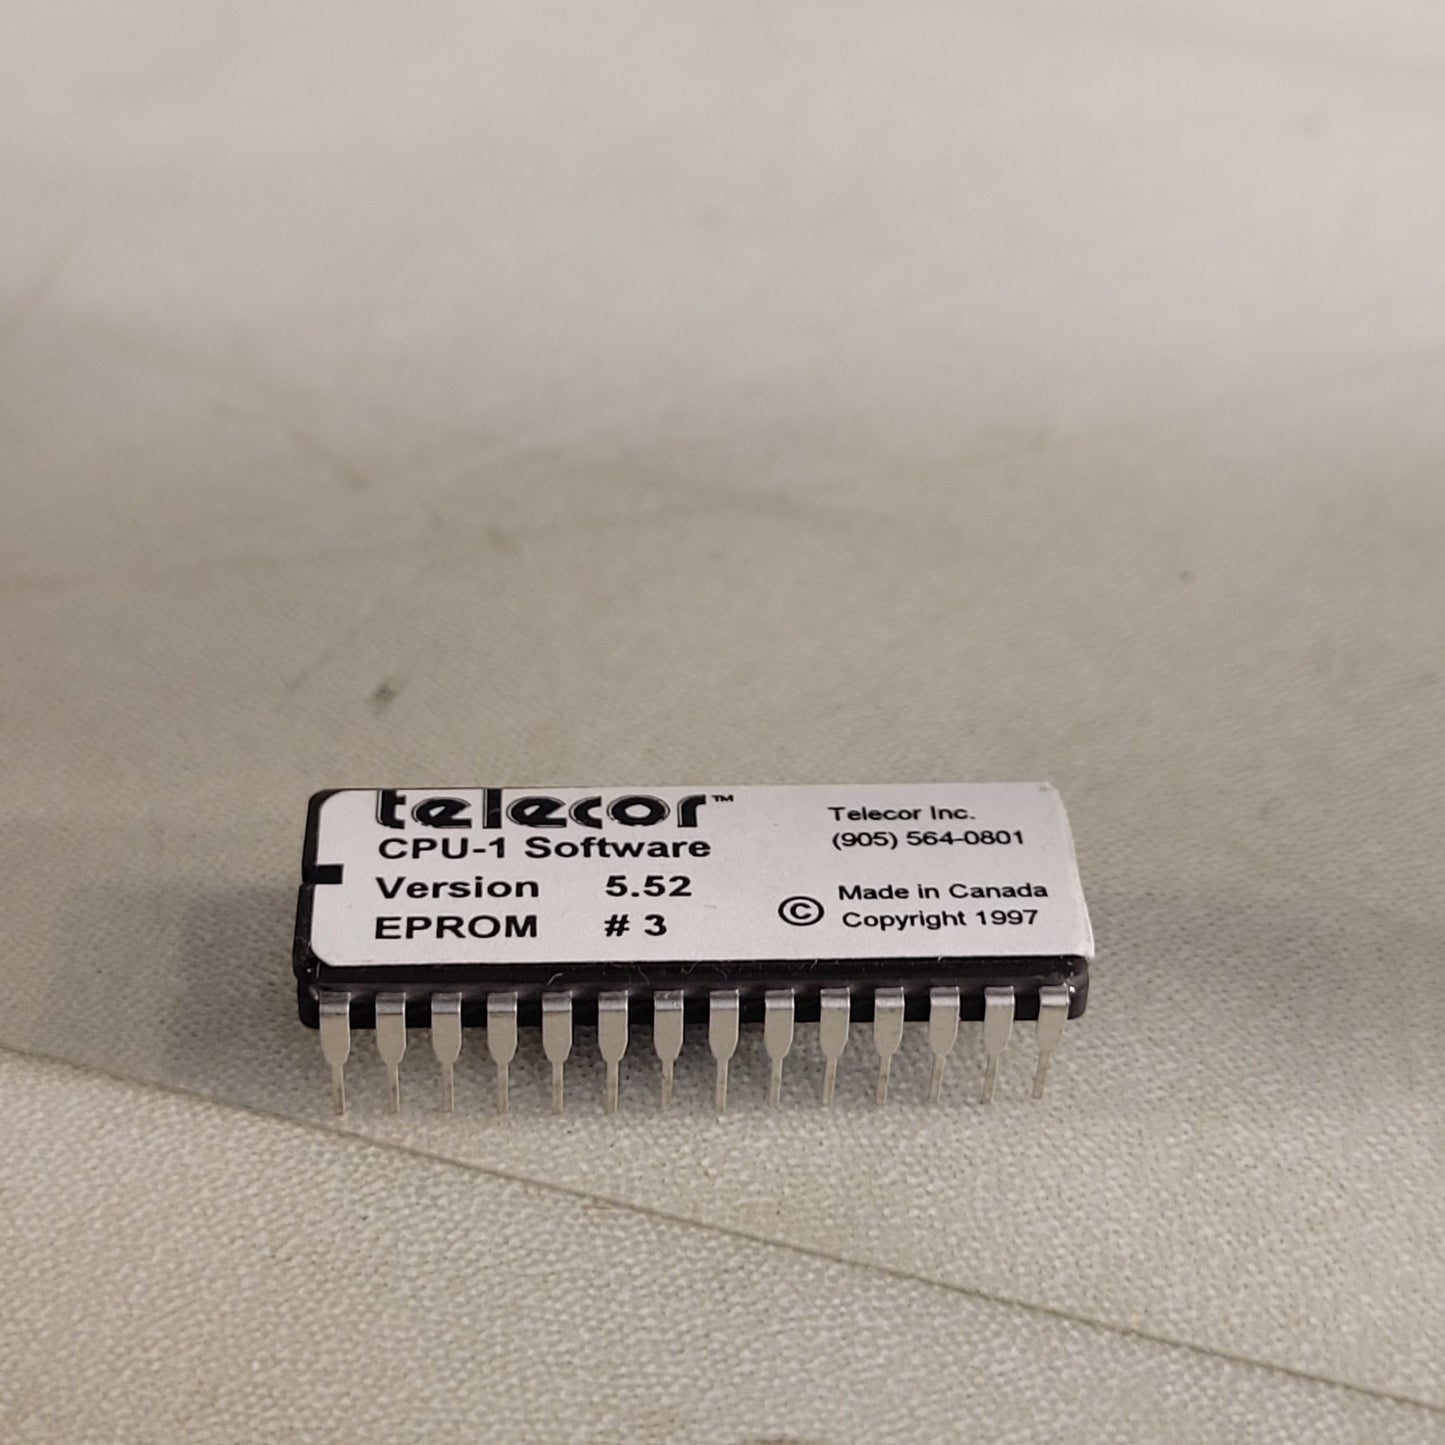 telecor™
CPU-1 Software
Version 5.52
EPROM # 3
Telecor Inc.
(905) 564-0801
© Made in Canada
Copyright 1997